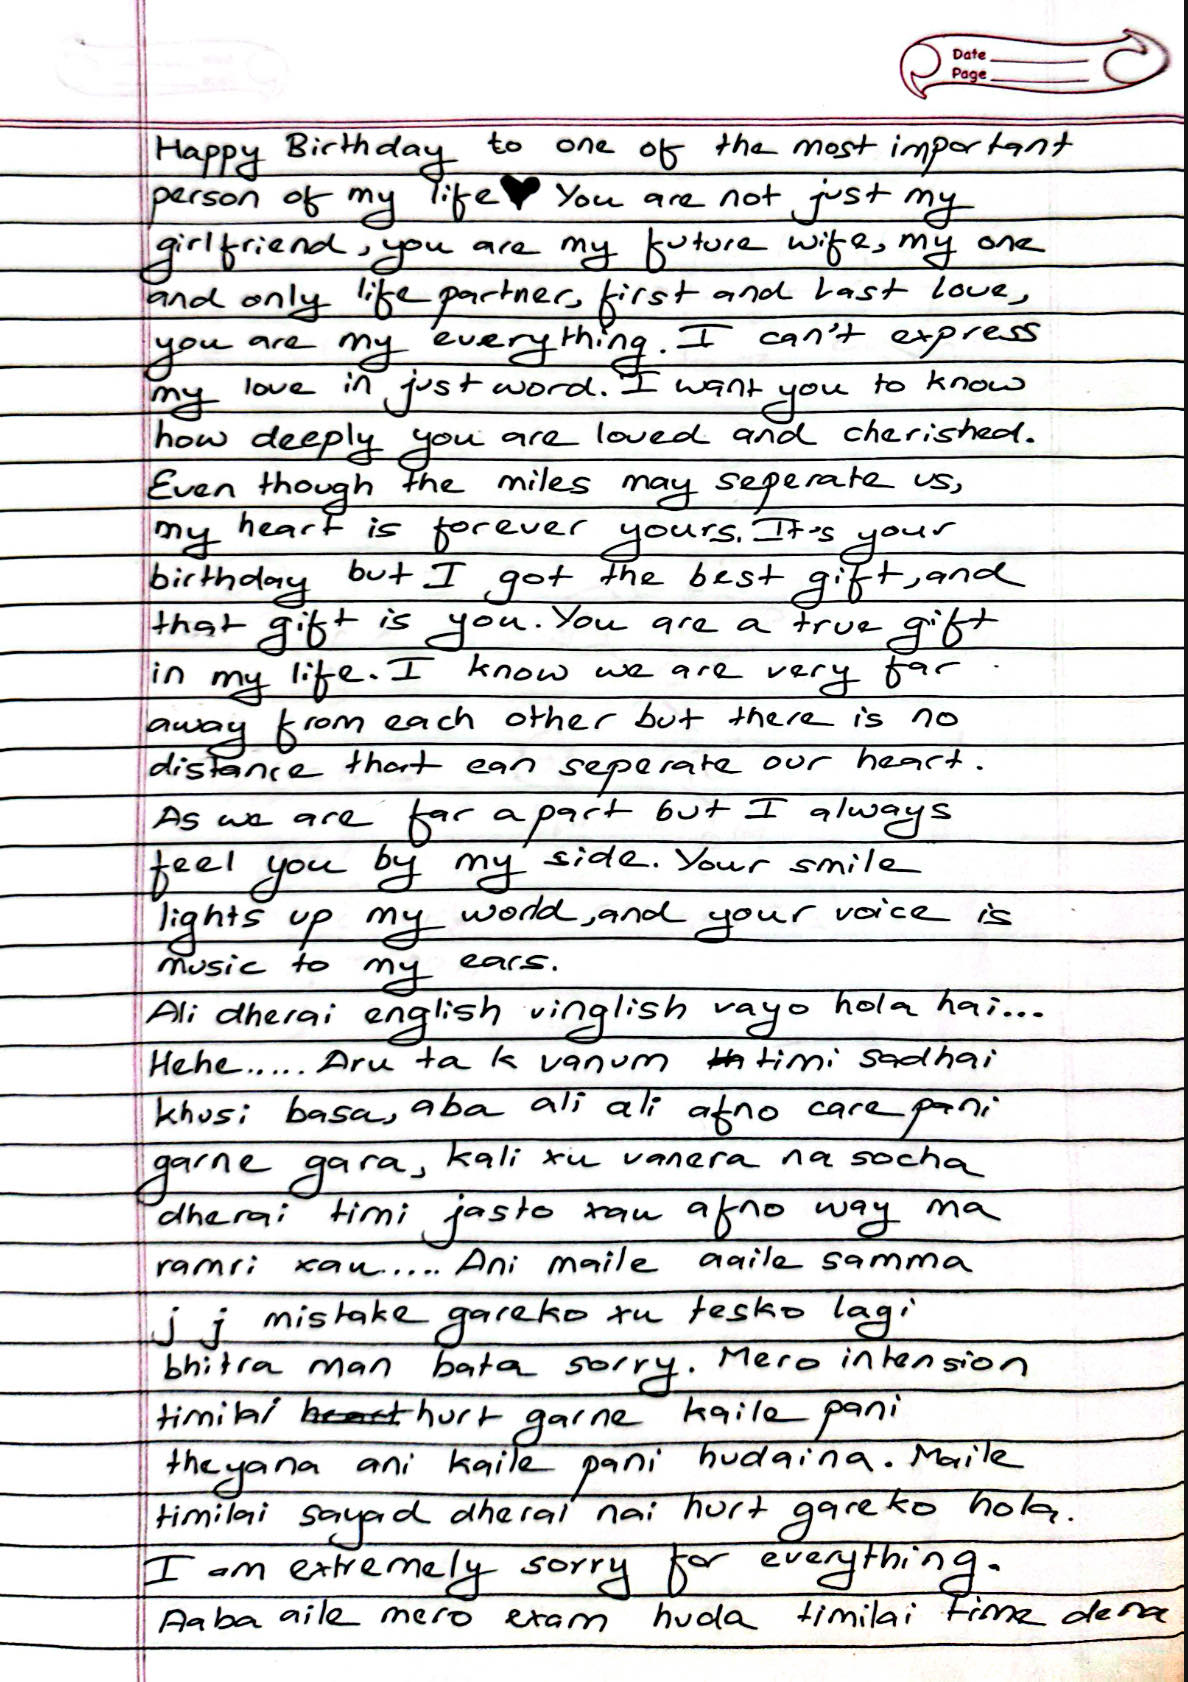 Date
Page
Happy Birthday to one of the most important
person of my life♥ You are not just my
girlfriend, you are my future wife, my one
and only life partner, first and last love,
you are my everything. I can't express
my love in just word. I want you to know
how deeply you are loved and cherished.
Even though the miles may seperate us,
my heart is forever yours. It's your
birthday but I got the best gift, and
that gift is you. You are a true gift
in my life. I know we are very far
away from each other but there is no
distance that can seperate our heart.
As we are far apart but I always
feel you by my side. Your smile
lights up my world, and your voice is
music to my ears.
Ali dherai english vinglish vayo hola hai...
Hehe..... Aru ta k vanum timi sadhai
khusi basa, aba ali ali afno care pani
garne gara, kali xu vanera na socha
dherai timi jasto xau afno way ma
ramri xau..... Ani maile aaile samma
j j mistake gareko xu tesko lagi
bhitra man bata sorry. Mero intension
timilai hurt garne kaile pani
theyana ani kaile pani hudaina. Maile
timilai sayad dherai nai hurt gareko hola.
I am extremely sorry for everything.
Aaba aile mero exam huda timilai time dena